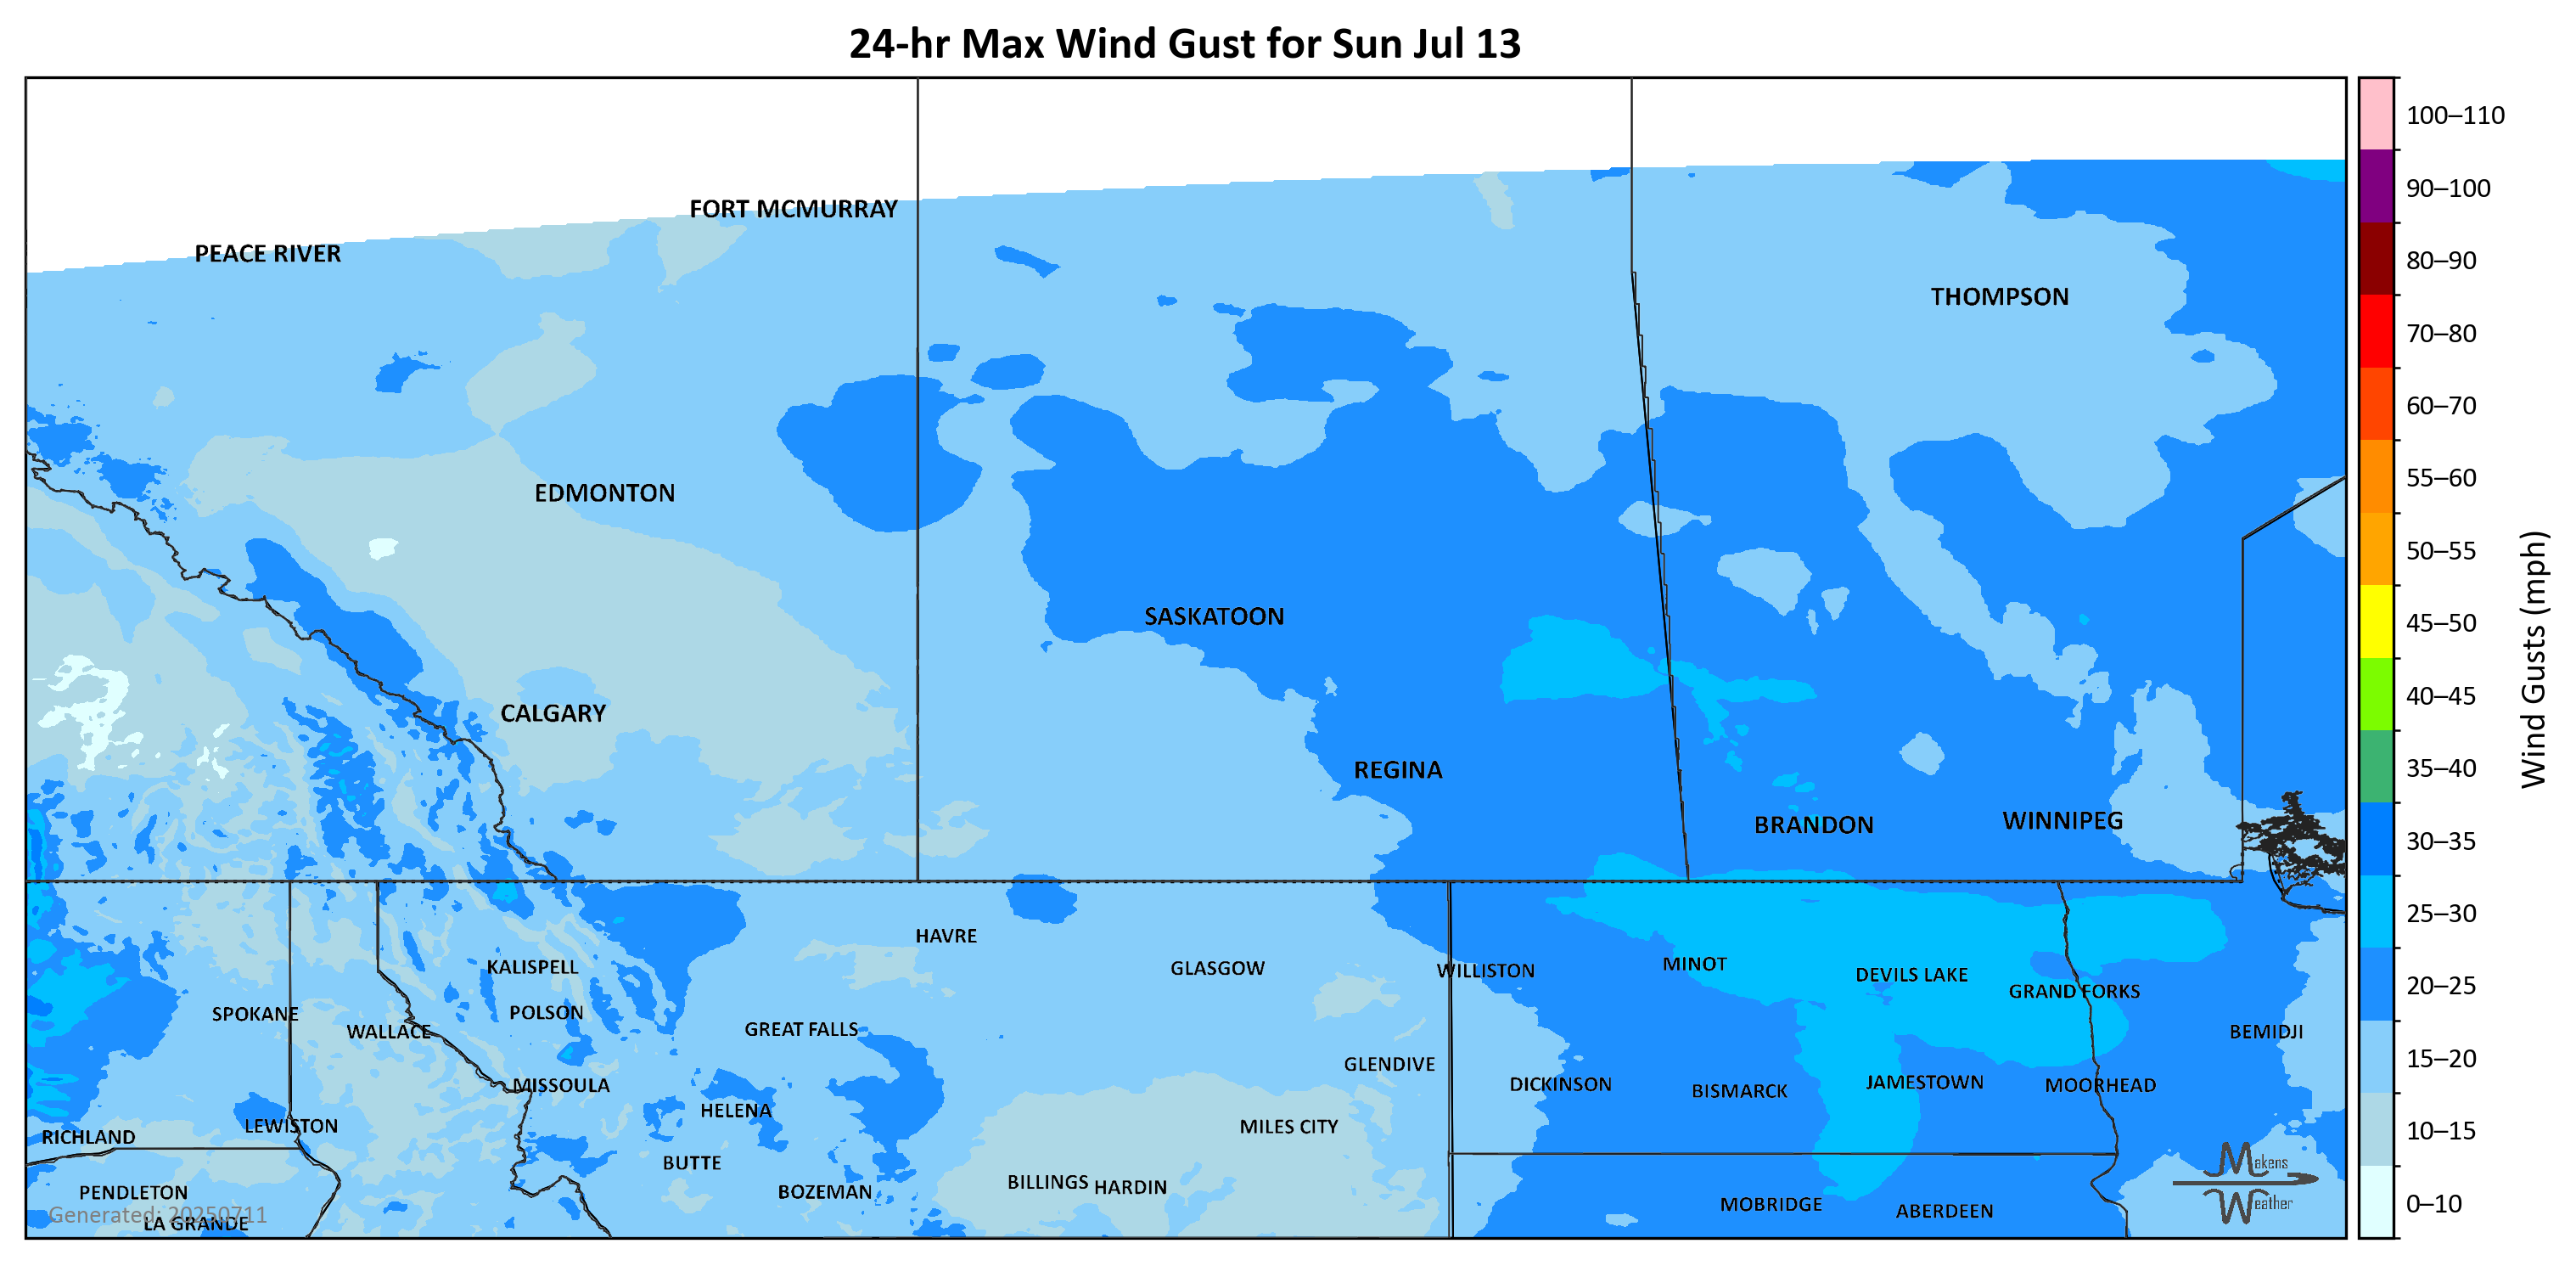 24-hr Max Wind Gust for Sun Jul 13
100–110
90–100
80–90
70–80
60–70
55–60
50–55
45–50
40–45
35–40
30–35
25–30
20–25
15–20
10–15
0–10
Wind Gusts (mph)
FORT MCMURRAY
PEACE RIVER
THOMPSON
EDMONTON
SASKATOON
CALGARY
REGINA
BRANDON
WINNIPEG
HAVRE
KALISPELL
GLASGOW
WILLISTON
MINOT
DEVILS LAKE
GRAND FORKS
SPOKANE
POLSON
WALLACE
GREAT FALLS
BEMIDJI
GLENDIVE
MISSOULA
DICKINSON
BISMARCK
JAMESTOWN
MOORHEAD
HELENA
LEWISTON
MILES CITY
RICHLAND
BUTTE
BILLINGS
HARDIN
PENDLETON
BOZEMAN
MOBRIDGE
ABERDEEN
Generated: 20250711
LA GRANDE
Makens
Weather